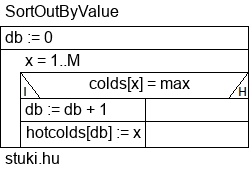 SortOutByValue
db := 0
x = 1..M
colds[x] = max
I H
db := db + 1
hotcolds[db] := x
stuki.hu